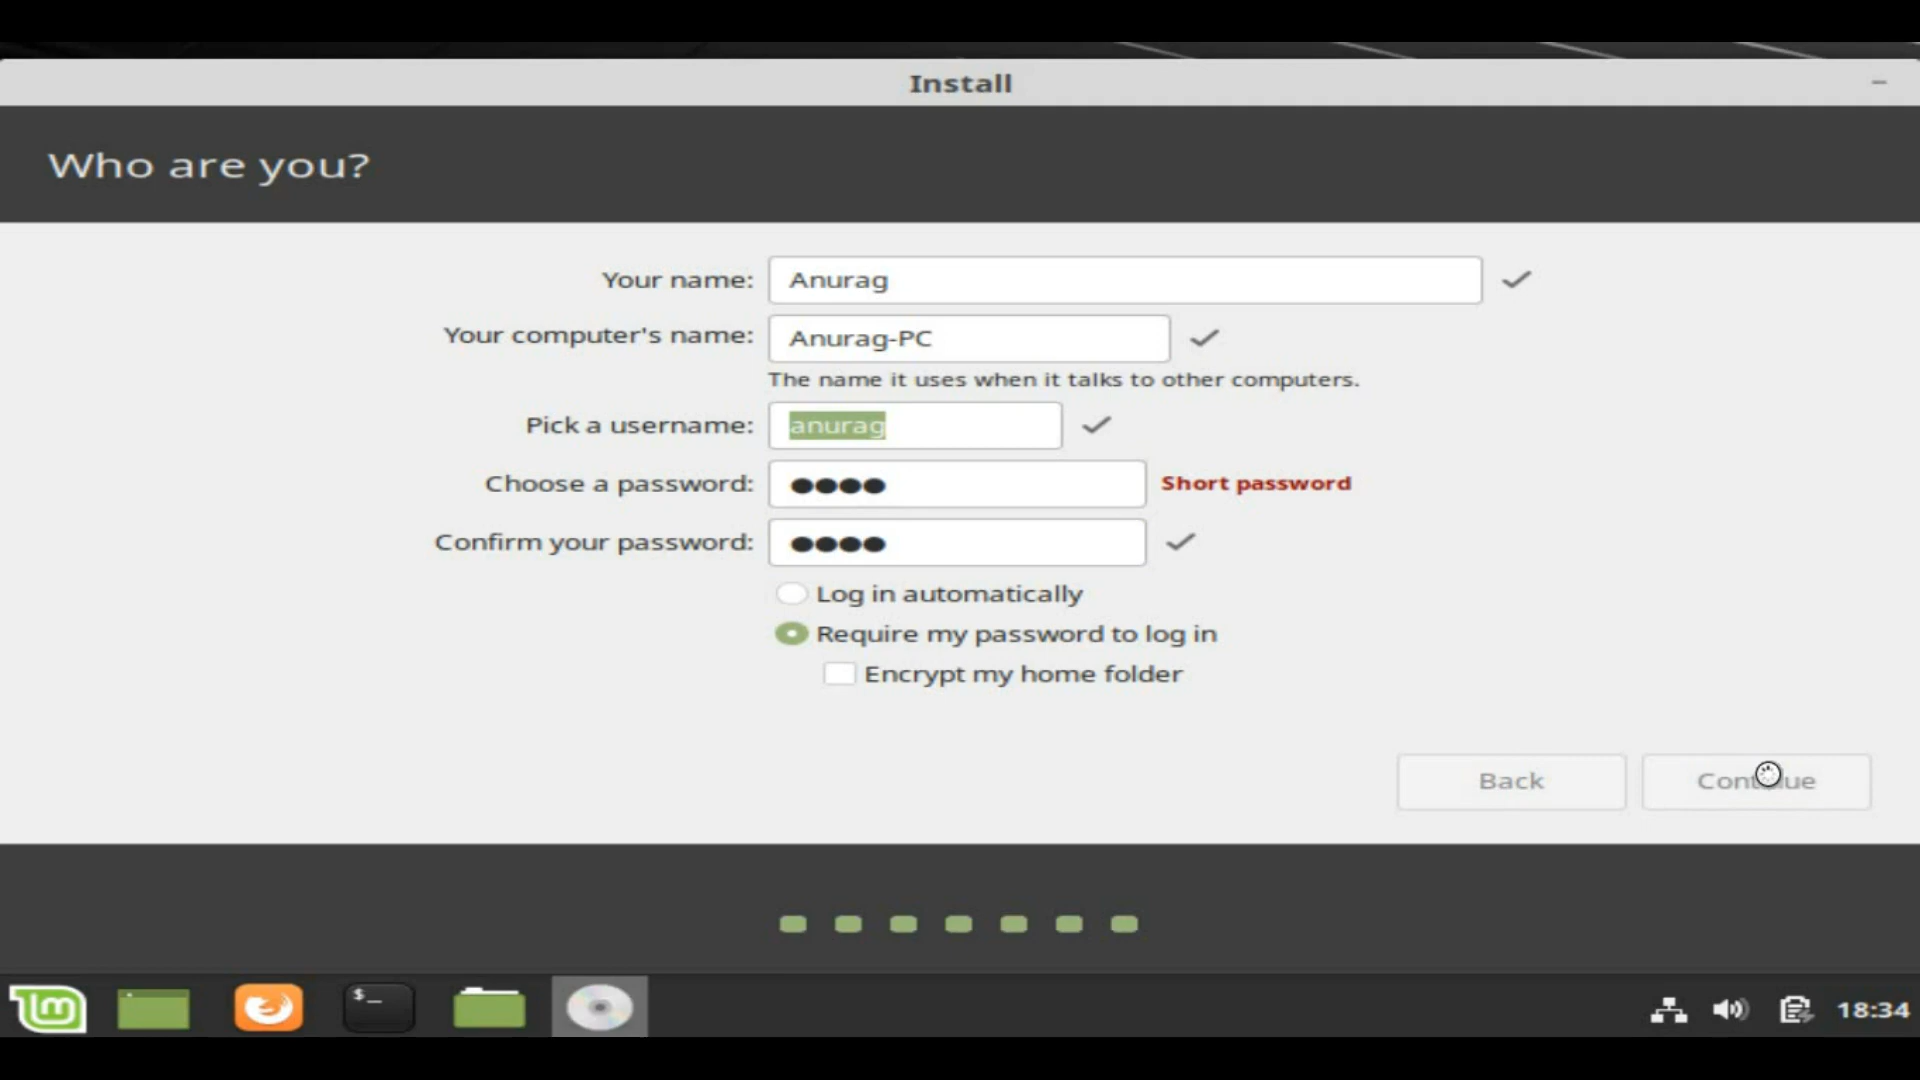 Install
Who are you?
Your name: Anurag
Your computer's name: Anurag-PC
The name it uses when it talks to other computers.
Pick a username: anurag
Choose a password: ●●●● Short password
Confirm your password: ●●●●
Log in automatically
Require my password to log in
Encrypt my home folder
Back Continue
$_
18:34